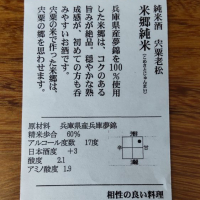 純米酒　宍粟老松
米郷純米
兵庫県産夢錦を100%使用
した米郷は、コクのある
旨みが絶品。穏やかな熟
成感が、初めての方も呑
みやすいお酒です。
宍粟の米で作った米郷は、
宍粟の郷を思わせます。
原材料　兵庫県産兵庫夢錦
精米歩合　60%
アルコール度数　17度
日本酒度　+3
酸度　2.1
アミノ酸度　1.9
相性の良い料理